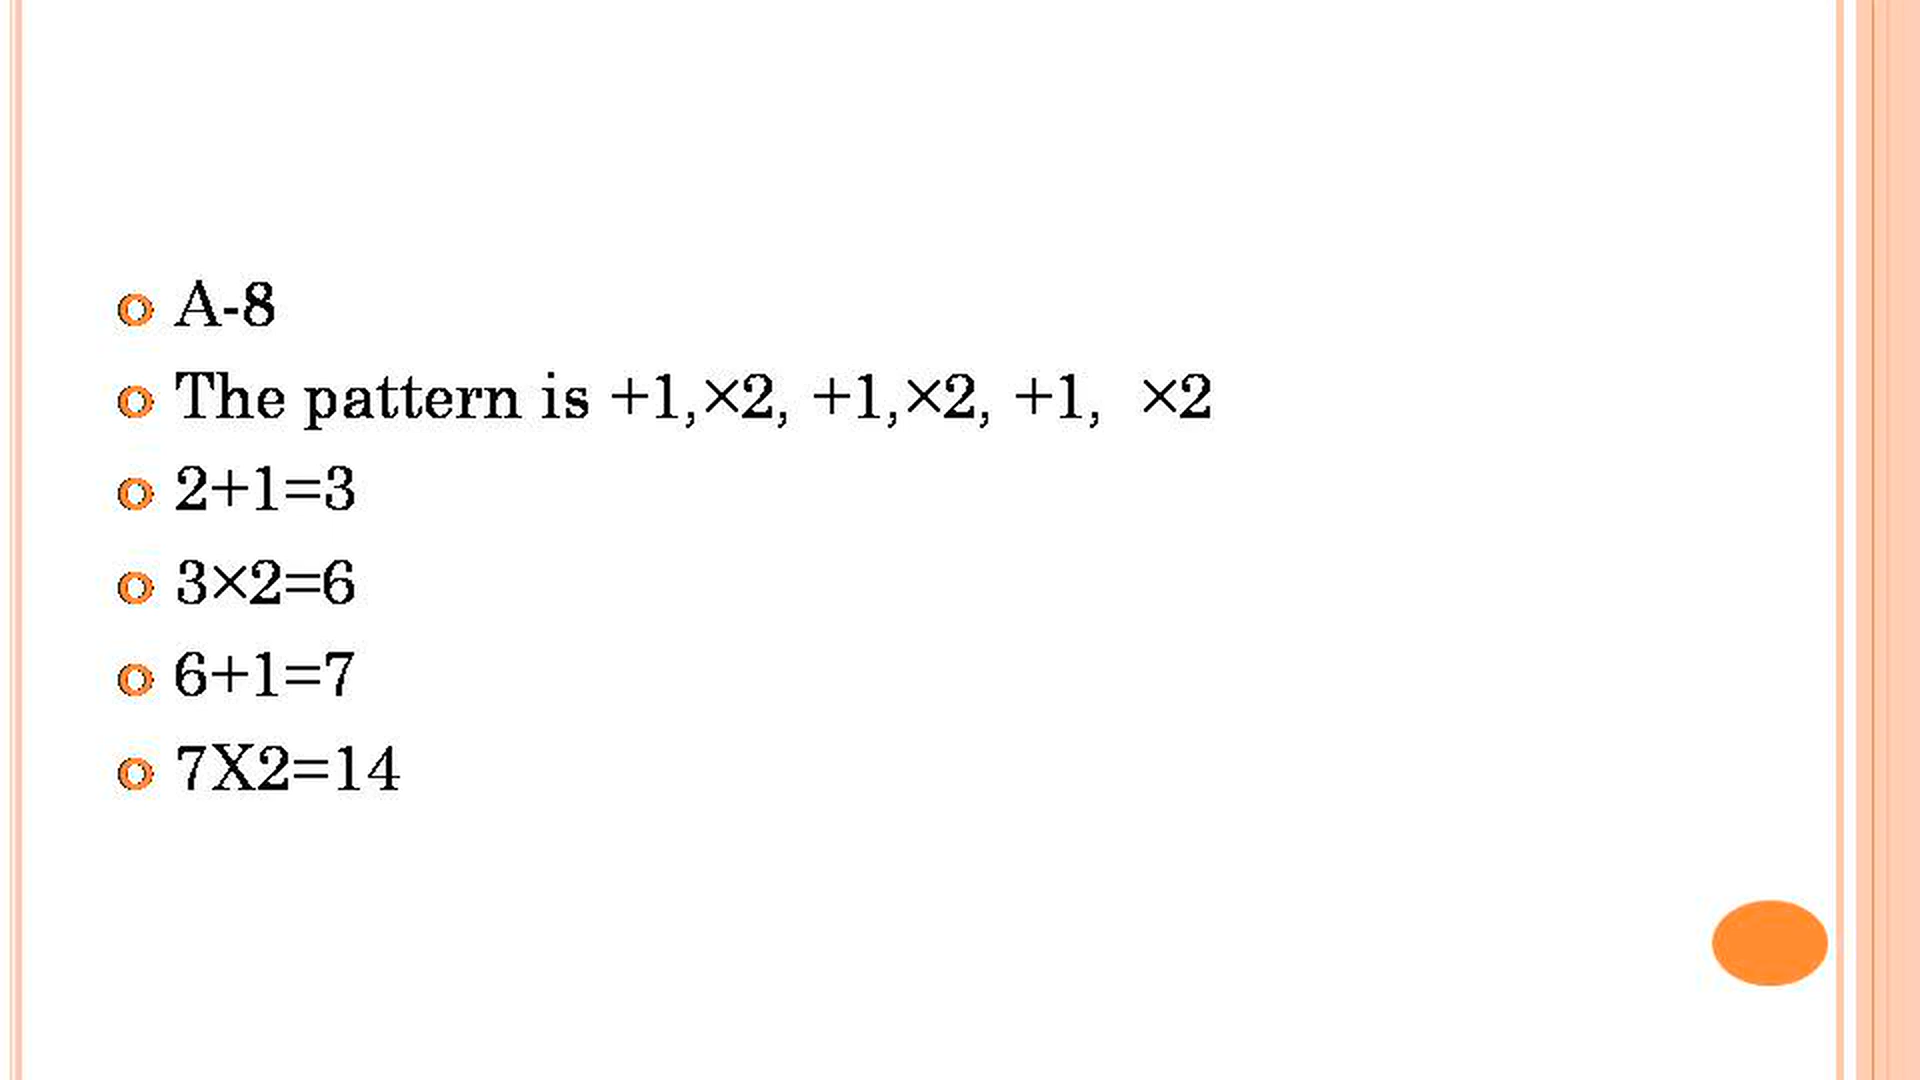 A-8
The pattern is +1,×2, +1,×2, +1, ×2
2+1=3
3×2=6
6+1=7
7X2=14